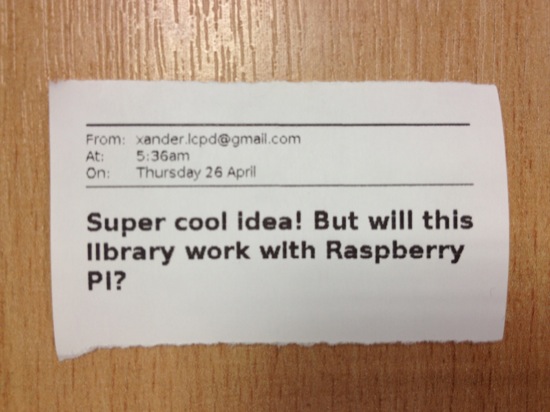 From: xander.lcpd@gmail.com
At: 5:36am
On: Thursday 26 April
Super cool idea! But will this
library work with Raspberry
Pi?